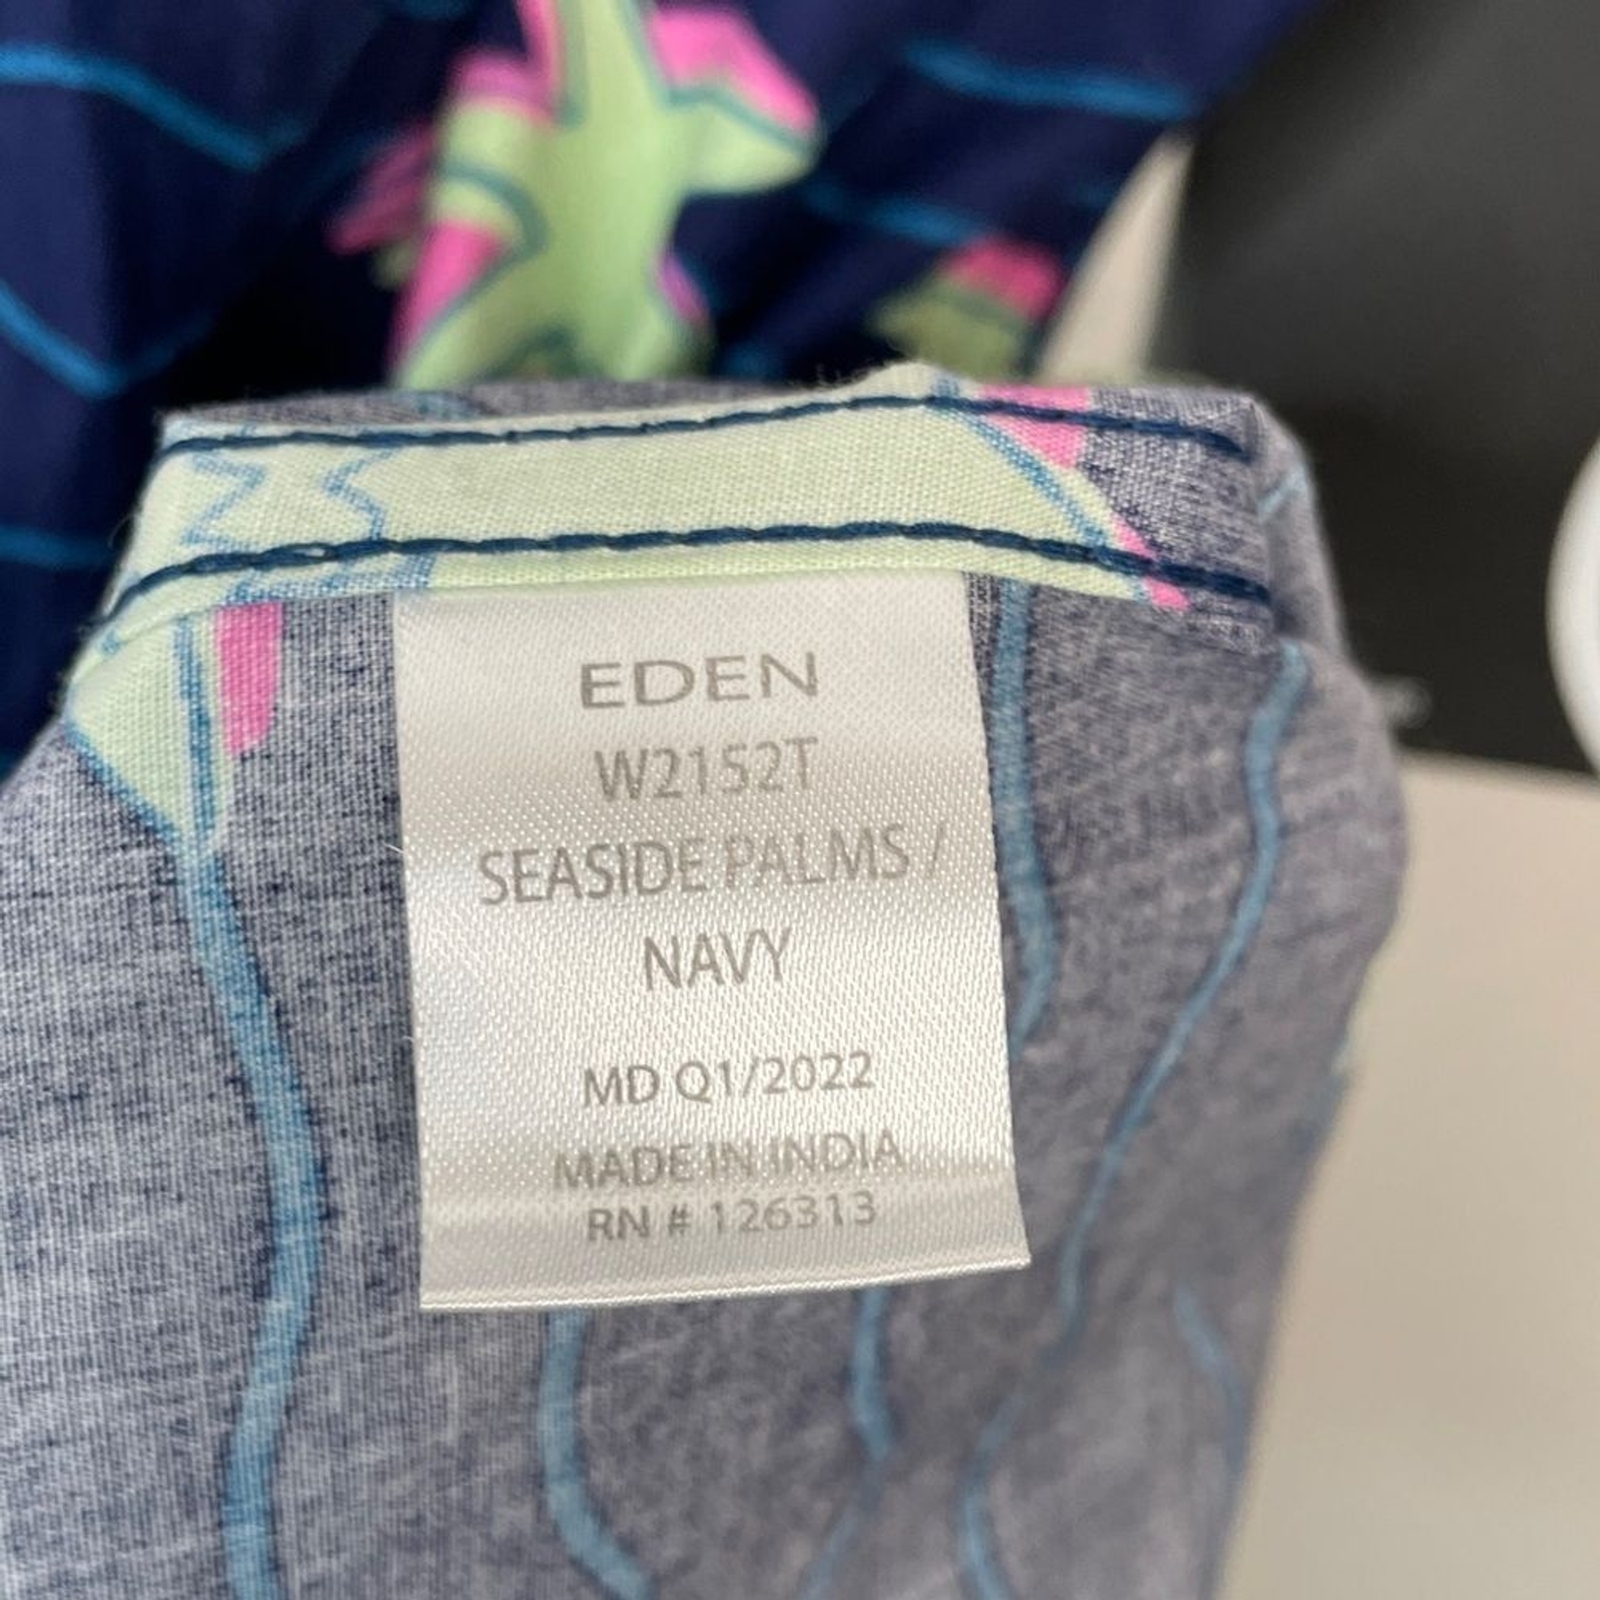 EDEN
W2152T
SEASIDE PALMS /
NAVY
MD Q1/2022
MADE IN INDIA
RN # 126313